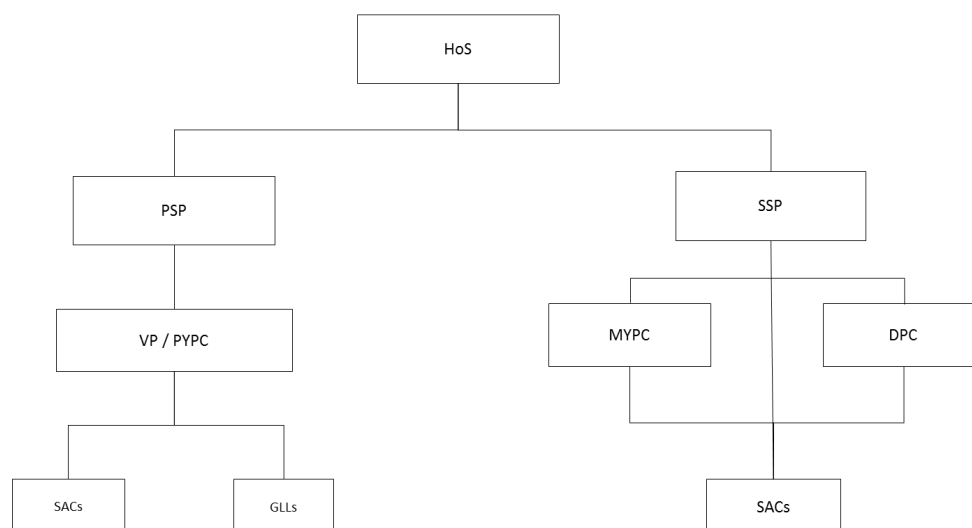 HoS
PSP
SSP
VP / PYPC
MYPC
DPC
SACs
GLLs
SACs